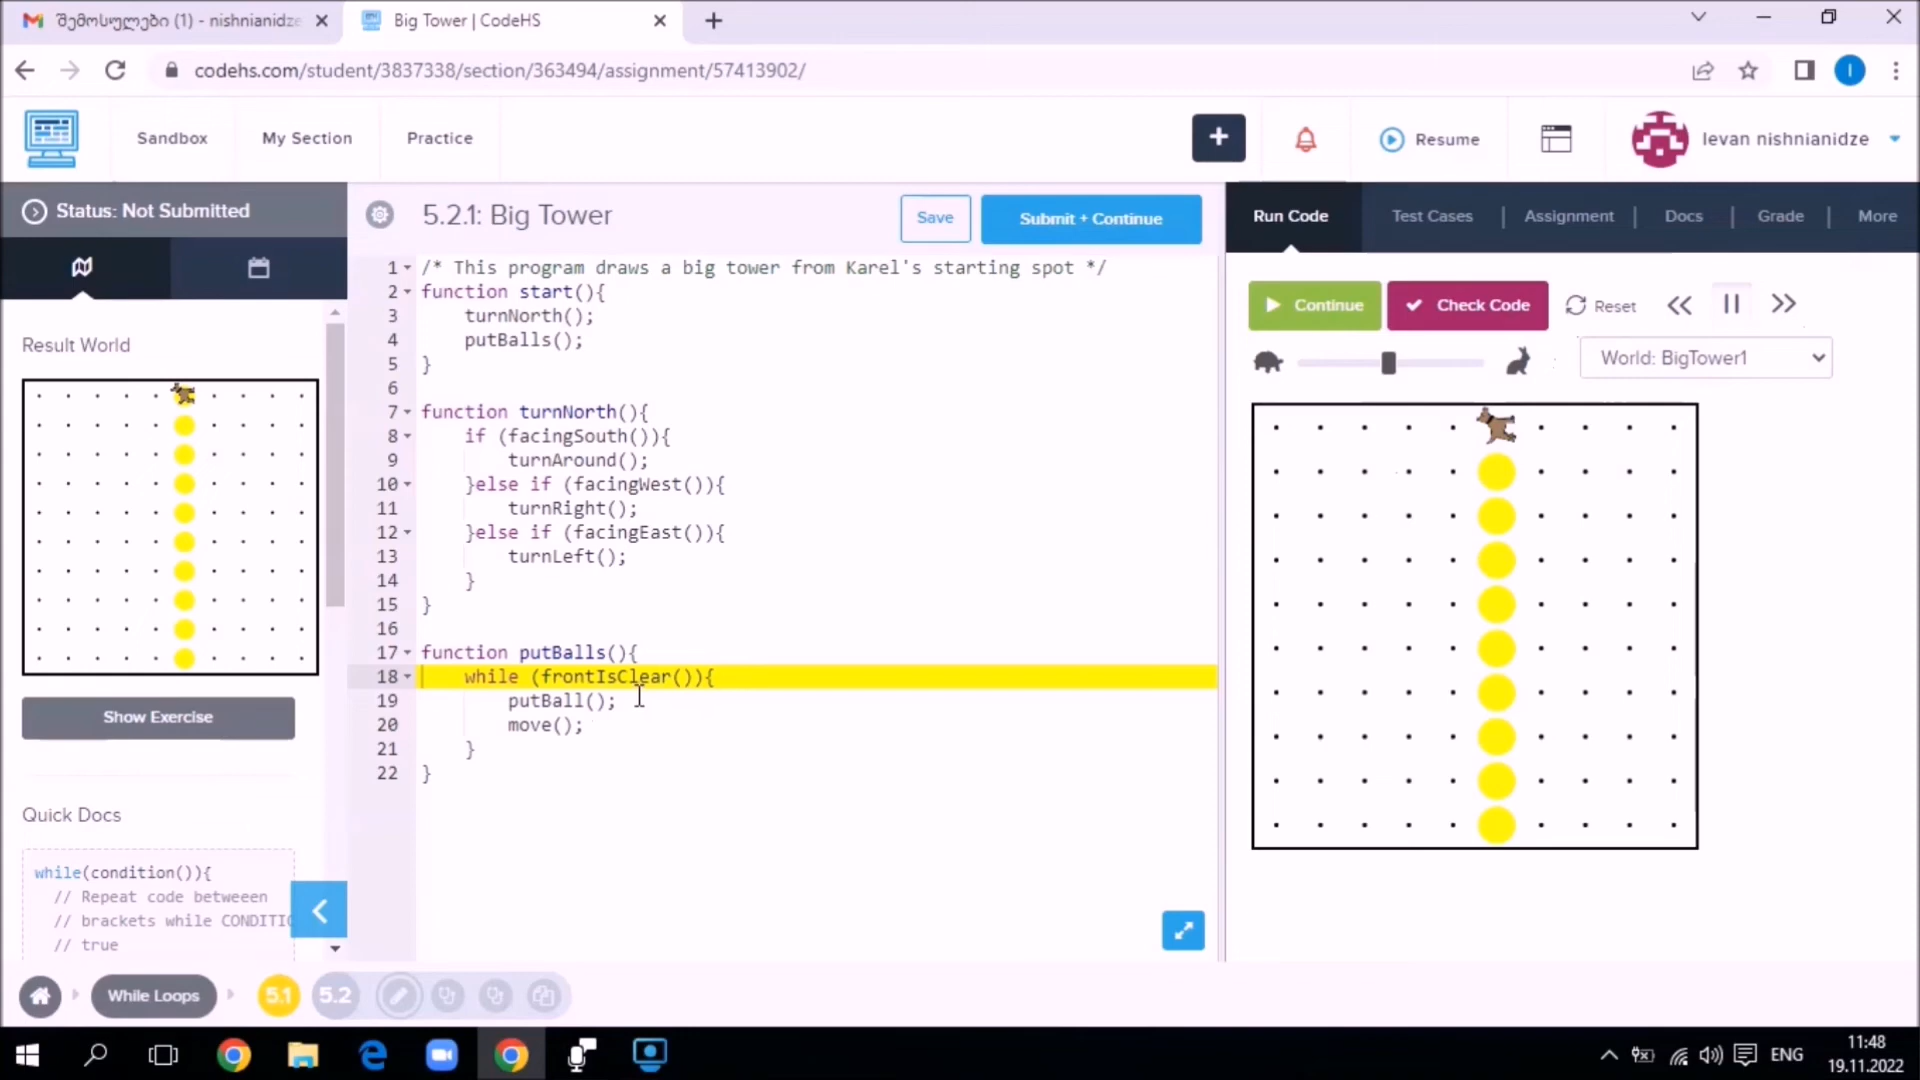 შემოსულები (1) - nishnianidze
Big Tower | CodeHS
codehs.com/student/3837338/section/363494/assignment/57413902/
I
Sandbox
My Section
Practice
+
Resume
levan nishnianidze
Status: Not Submitted
5.2.1: Big Tower
Save
Submit + Continue
Run Code
Test Cases
Assignment
Docs
Grade
More
Result World
Show Exercise
Quick Docs
while(condition()){
// Repeat code betweeen
// brackets while CONDITIC
// true
1 /* This program draws a big tower from Karel's starting spot */
2 function start(){
3 turnNorth();
4 putBalls();
5 }
6
7 function turnNorth(){
8 if (facingSouth()){
9 turnAround();
10 }else if (facingWest()){
11 turnRight();
12 }else if (facingEast()){
13 turnLeft();
14 }
15 }
16
17 function putBalls(){
18 while (frontIsClear()){
19 putBall();
20 move();
21 }
22 }
Continue
Check Code
Reset
World: BigTower1
While Loops
5.1
5.2
ENG
11:48
19.11.2022